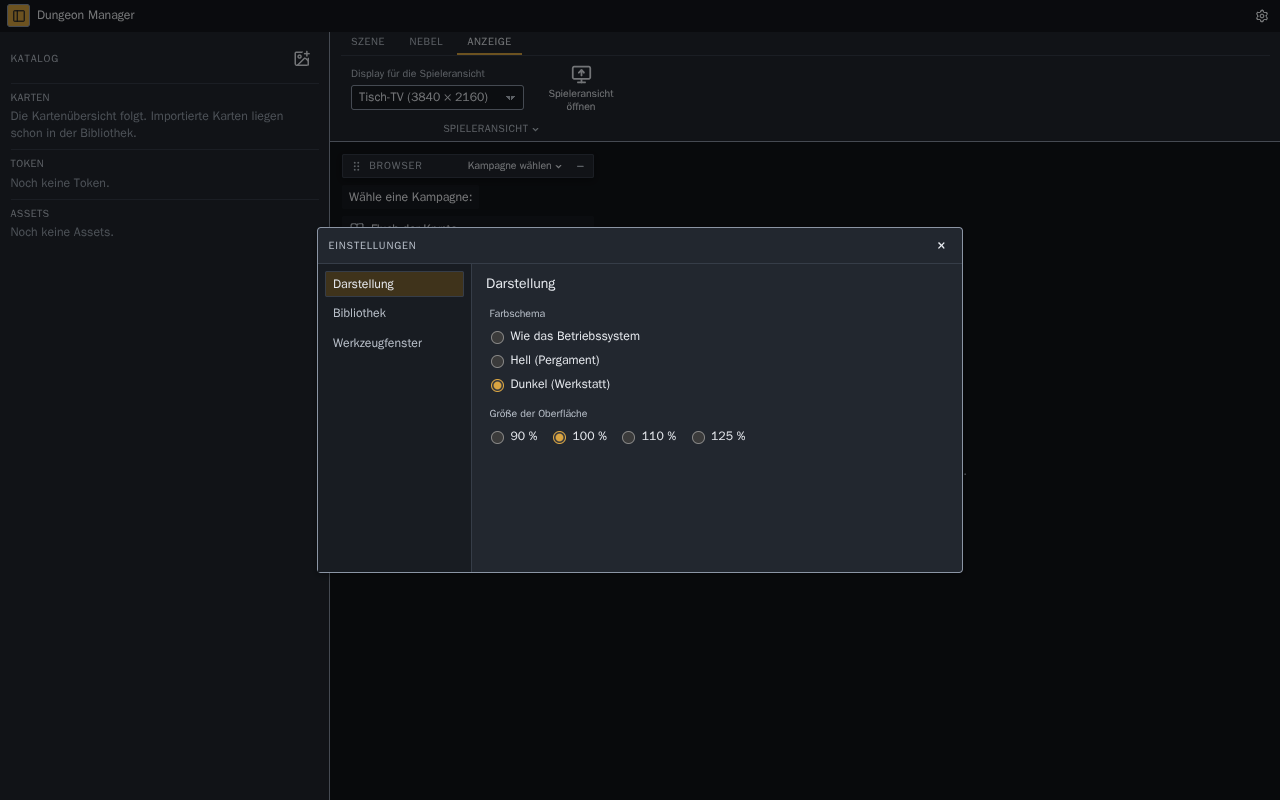 Dungeon Manager
KATALOG
KARTEN
Die Kartenübersicht folgt. Importierte Karten liegen
schon in der Bibliothek.
TOKEN
Noch keine Token.
ASSETS
Noch keine Assets.
SZENE NEBEL ANZEIGE
Display für die Spieleransicht
Tisch-TV (3840 × 2160)
Spieleransicht
öffnen
SPIELERANSICHT
BROWSER Kampagne wählen
Wähle eine Kampagne:
EINSTELLUNGEN
Darstellung
Bibliothek
Werkzeugfenster
Darstellung
Farbschema
Wie das Betriebssystem
Hell (Pergament)
Dunkel (Werkstatt)
Größe der Oberfläche
90 % 100 % 110 % 125 %